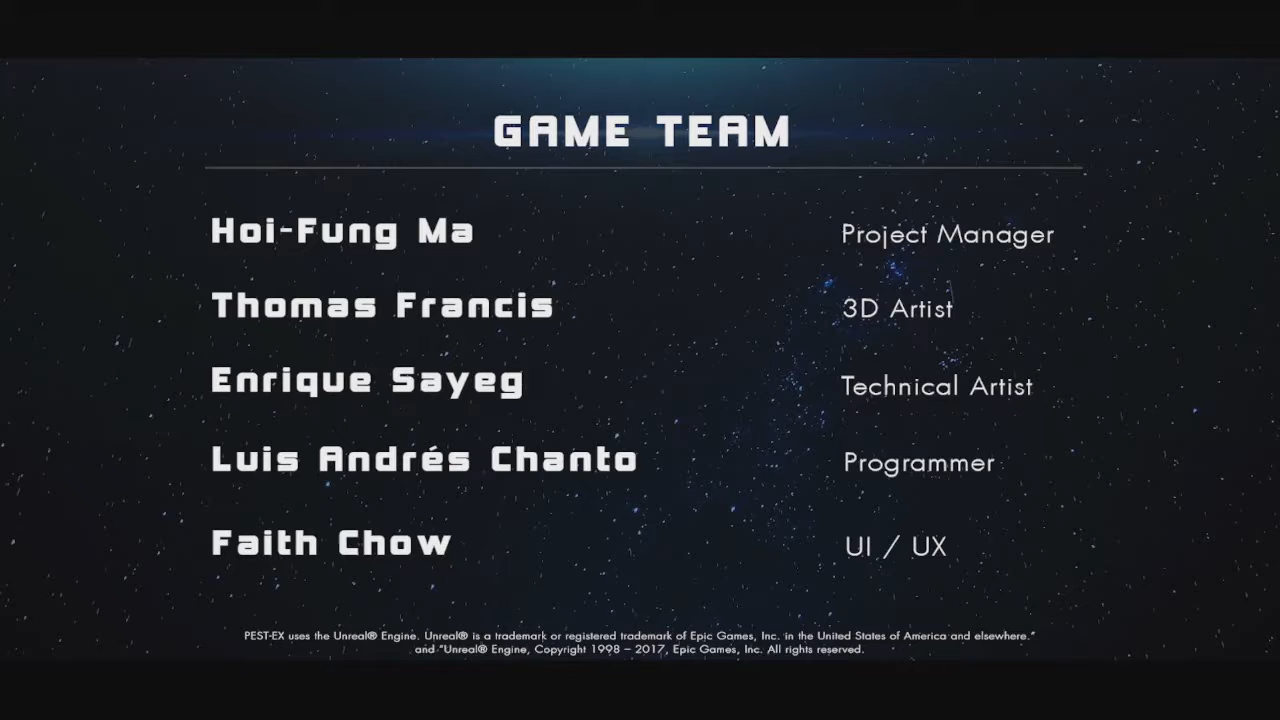 GAME TEAM
Hoi-Fung Ma Project Manager
Thomas Francis 3D Artist
Enrique Sayeg Technical Artist
Luis Andrés Chanto Programmer
Faith Chow UI / UX
PEST-EX uses the Unreal® Engine. Unreal® is a trademark or registered trademark of Epic Games, Inc. in the United States of America and elsewhere."
and "Unreal® Engine, Copyright 1998 – 2017, Epic Games, Inc. All rights reserved.